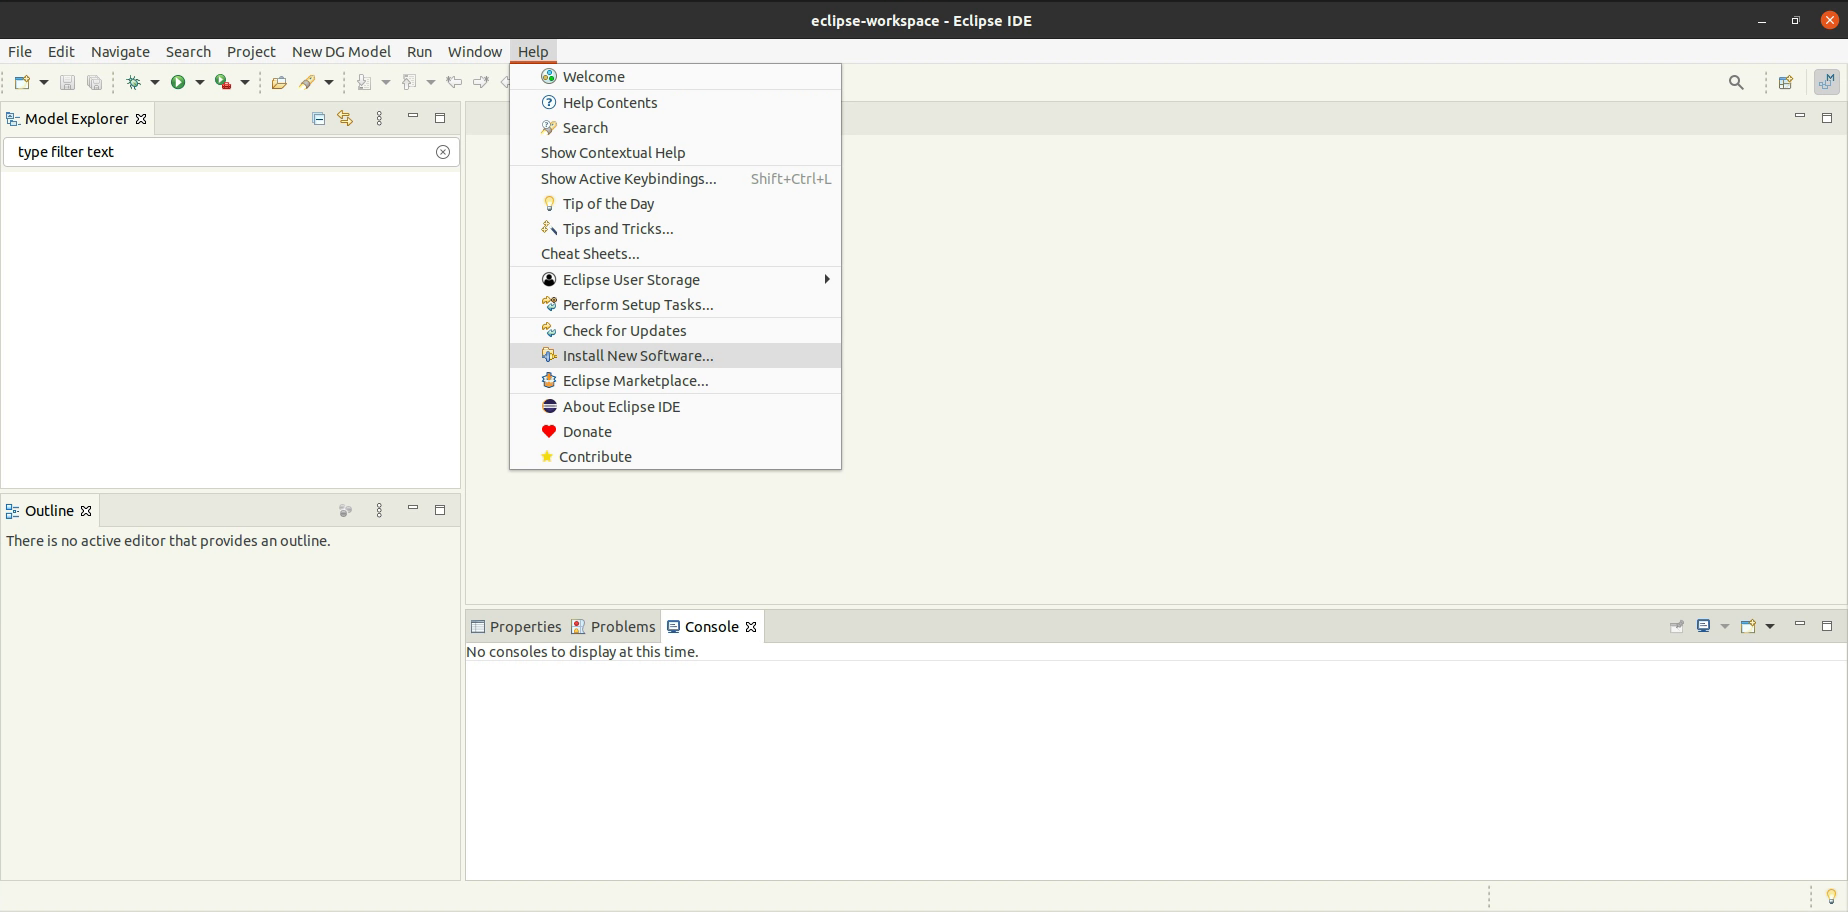 eclipse-workspace - Eclipse IDE
File Edit Navigate Search Project New DG Model Run Window Help
Welcome
Help Contents
Search
Show Contextual Help
Show Active Keybindings... Shift+Ctrl+L
Tip of the Day
Tips and Tricks...
Cheat Sheets...
Eclipse User Storage
Perform Setup Tasks...
Check for Updates
Install New Software...
Eclipse Marketplace...
About Eclipse IDE
Donate
Contribute
Model Explorer
type filter text
Outline
There is no active editor that provides an outline.
Properties Problems Console
No consoles to display at this time.